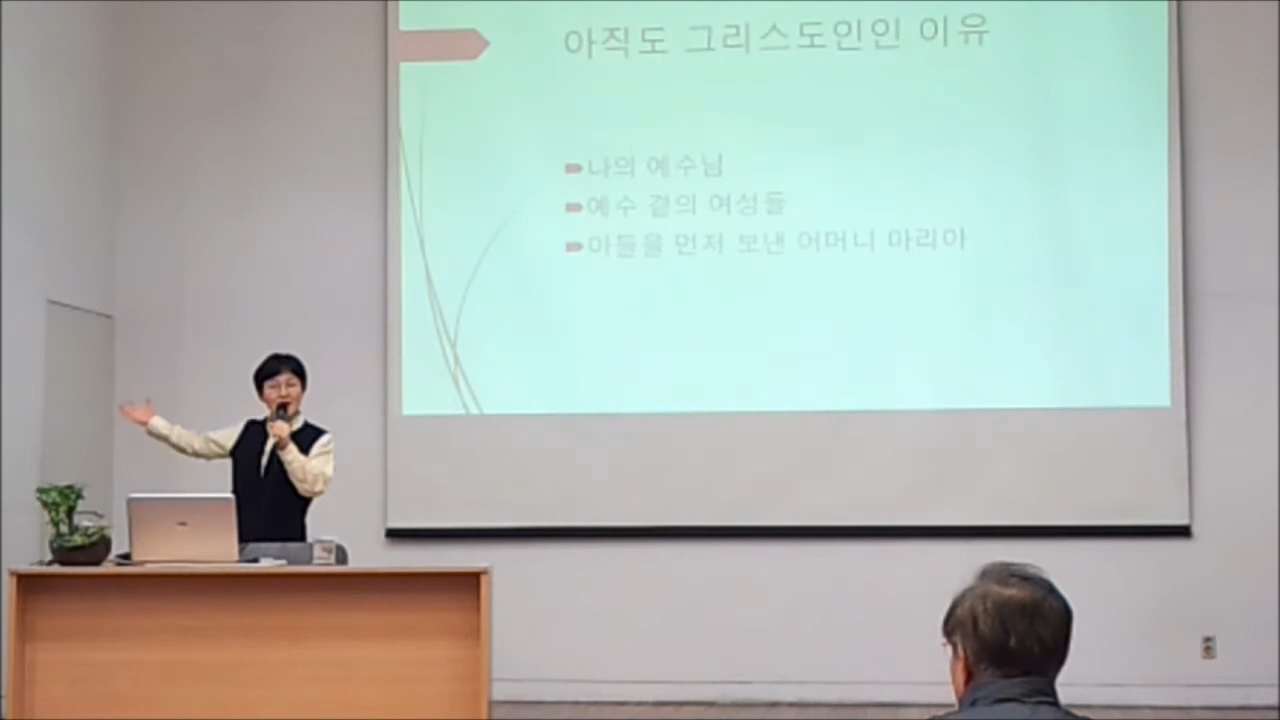 아직도 그리스도인인 이유
나의 예수님
예수 곁의 여성들
아들을 먼저 보낸 어머니 마리아